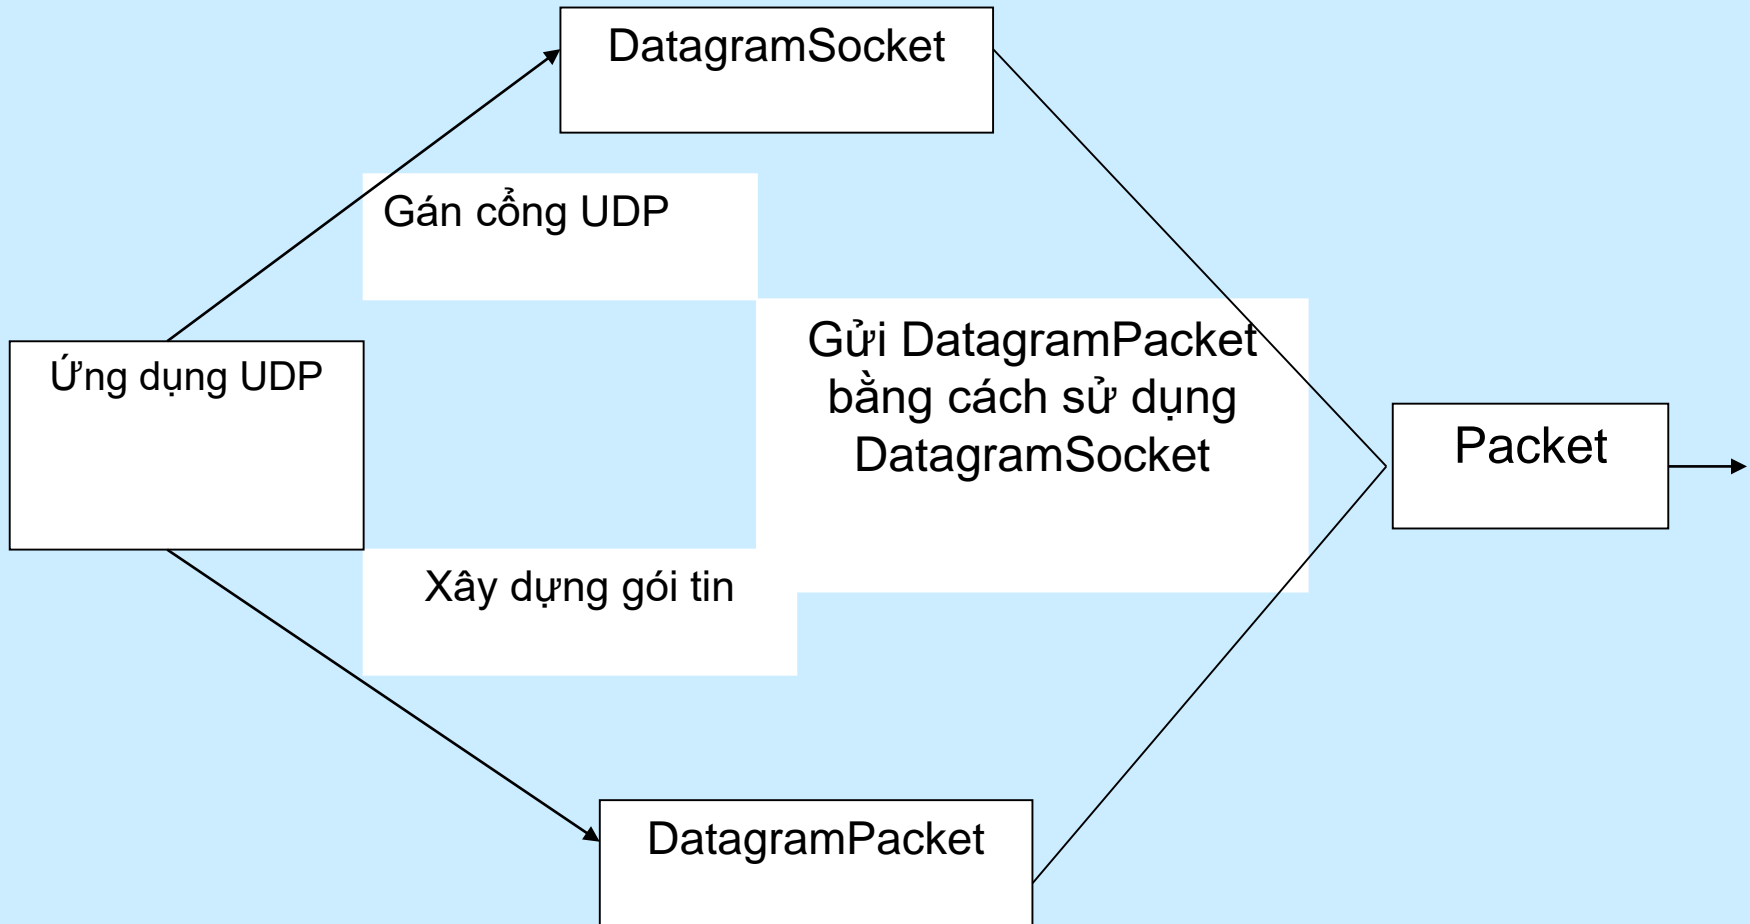 DatagramSocket
Gán cổng UDP
Ứng dụng UDP
Gửi DatagramPacket
bằng cách sử dụng
DatagramSocket
Packet
Xây dựng gói tin
DatagramPacket